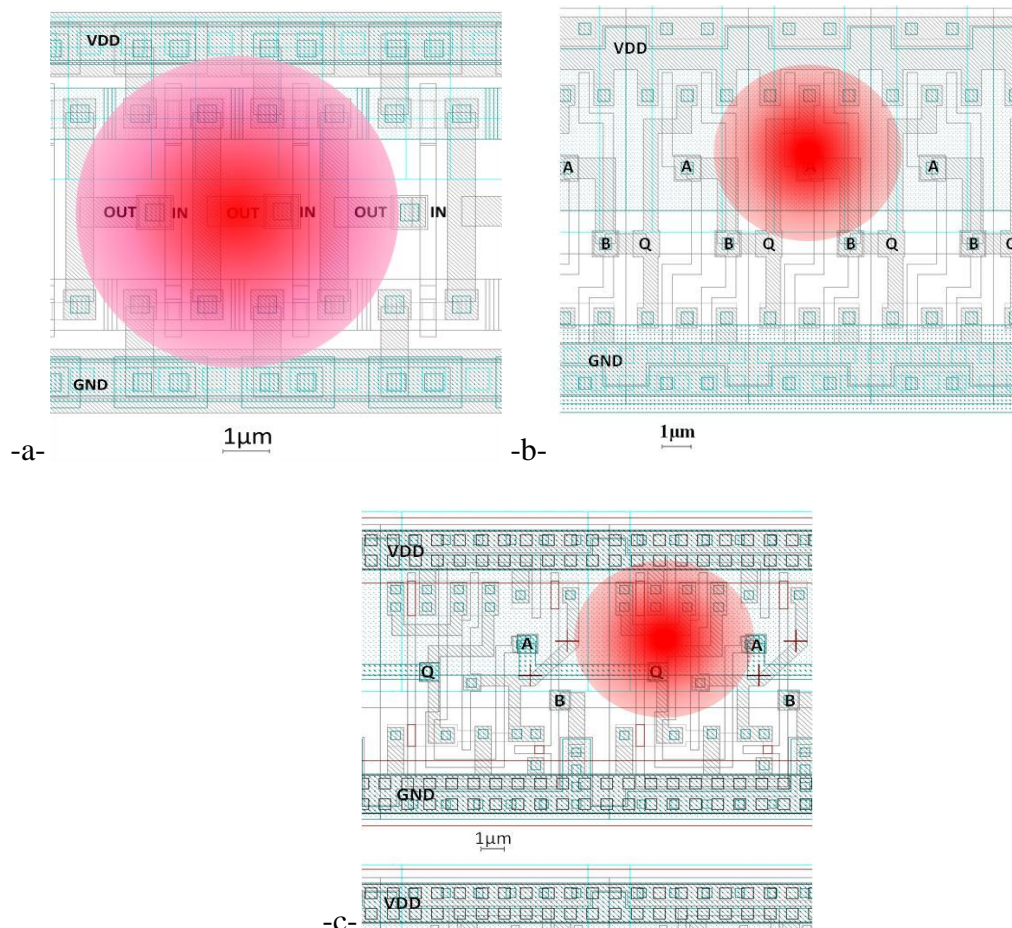 VDD
OUT IN OUT IN OUT IN
GND
1µm
-a-
VDD
A A A A
B Q B Q B Q B Q
GND
1µm
-b-
VDD
A A
Q Q
B B
GND
1µm
VDD
-c-